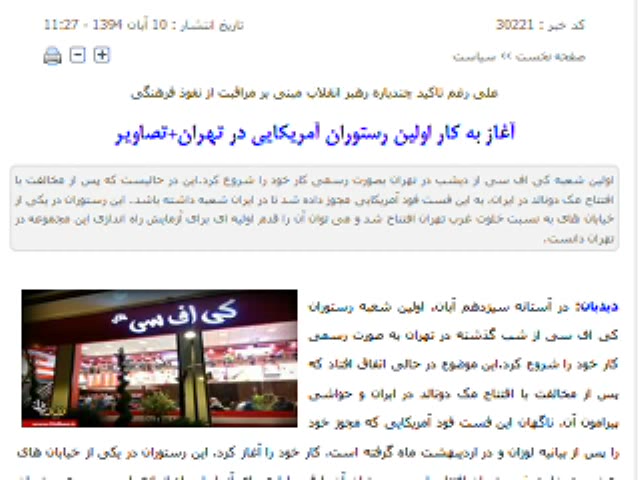 کد خبر : 30221
تاریخ انتشار : 10 آبان 1394 - 11:27
صفحه نخست >> سیاست
علی رغم تاکید چندباره رهبر انقلاب مبنی بر مراقبت از نفوذ فرهنگی
آغاز به کار اولین رستوران آمریکایی در تهران+تصاویر
اولین شعبه کی اف سی از دیشب در تهران بصورت رسمی کار خود را شروع کرد.این در حالیست که پس از مخالفت با
افتتاح مک دونالد در ایران، به این فست فود آمریکایی مجوز داده شد تا در ایران شعبه داشته باشد.. این رستوران در یکی از
خیابان های به نسبت خلوت غرب تهران افتتاح شد و می توان آن را قدم اولیه ای برای آزمایش راه اندازی این مجموعه در
تهران دانست.
دیدبان: در آستانه سیزدهم آبان، اولین شعبه رستوران
کی اف سی از شب گذشته در تهران به صورت رسمی
کار خود را شروع کرد.این موضوع در حالی اتفاق افتاد که
پس از مخالفت با افتتاح مک دونالد در ایران و حواشی
پیرامون آن، ناگهان این فست فود آمریکایی که مجوز خود
را پس از بیانیه لوزان و در اردیبهشت ماه گرفته است، کار خود را آغاز کرد. این رستوران در یکی از خیابان های
کی اف سی